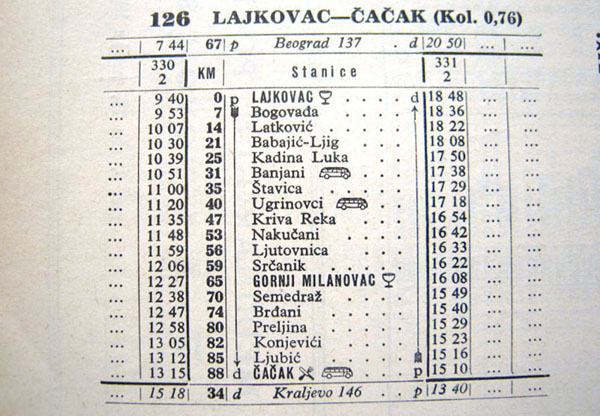 126 LAJKOVAC—ČAČAK (Kol. 0,76)
... 7 44 67 p Beograd 137 . d 20 50 ... ...
330 2 KM Stanice 331 2
... 9 40 0 p LAJKOVAC . . . . d 18 48 ... ...
... 9 53 7 Bogovađa . . . . 18 36 ... ...
... 10 07 14 Latković . . . . 18 22 ... ...
... 10 30 21 Babajić-Ljig . . . 18 08 ... ...
... 10 39 25 Kadina Luka . . . 17 50 ... ...
... 10 51 31 Banjani . . . 17 38 ... ...
... 11 00 35 Štavica . . . . 17 29 ... ...
... 11 20 40 Ugrinovci . . 17 18 ... ...
... 11 35 47 Kriva Reka . . . 16 54 ... ...
... 11 48 53 Nakučani . . . . 16 42 ... ...
... 11 59 56 Ljutovnica . . . 16 33 ... ...
... 12 06 59 Srčanik . . . . 16 22 ... ...
... 12 27 65 GORNJI MILANOVAC 16 08 ... ...
... 12 38 70 Semedraž . . . . 15 49 ... ...
... 12 47 74 Brđani . . . . 15 40 ... ...
... 12 58 80 Preljina . . . . 15 29 ... ...
... 13 05 82 Konjevići . . . . 15 23 ... ...
... 13 12 85 Ljubić . . . . 15 16 ... ...
... 13 15 88 d ČAČAK . . p 15 10 ... ...
... 15 18 34 d Kraljevo 146 . p 13 40 ... ...